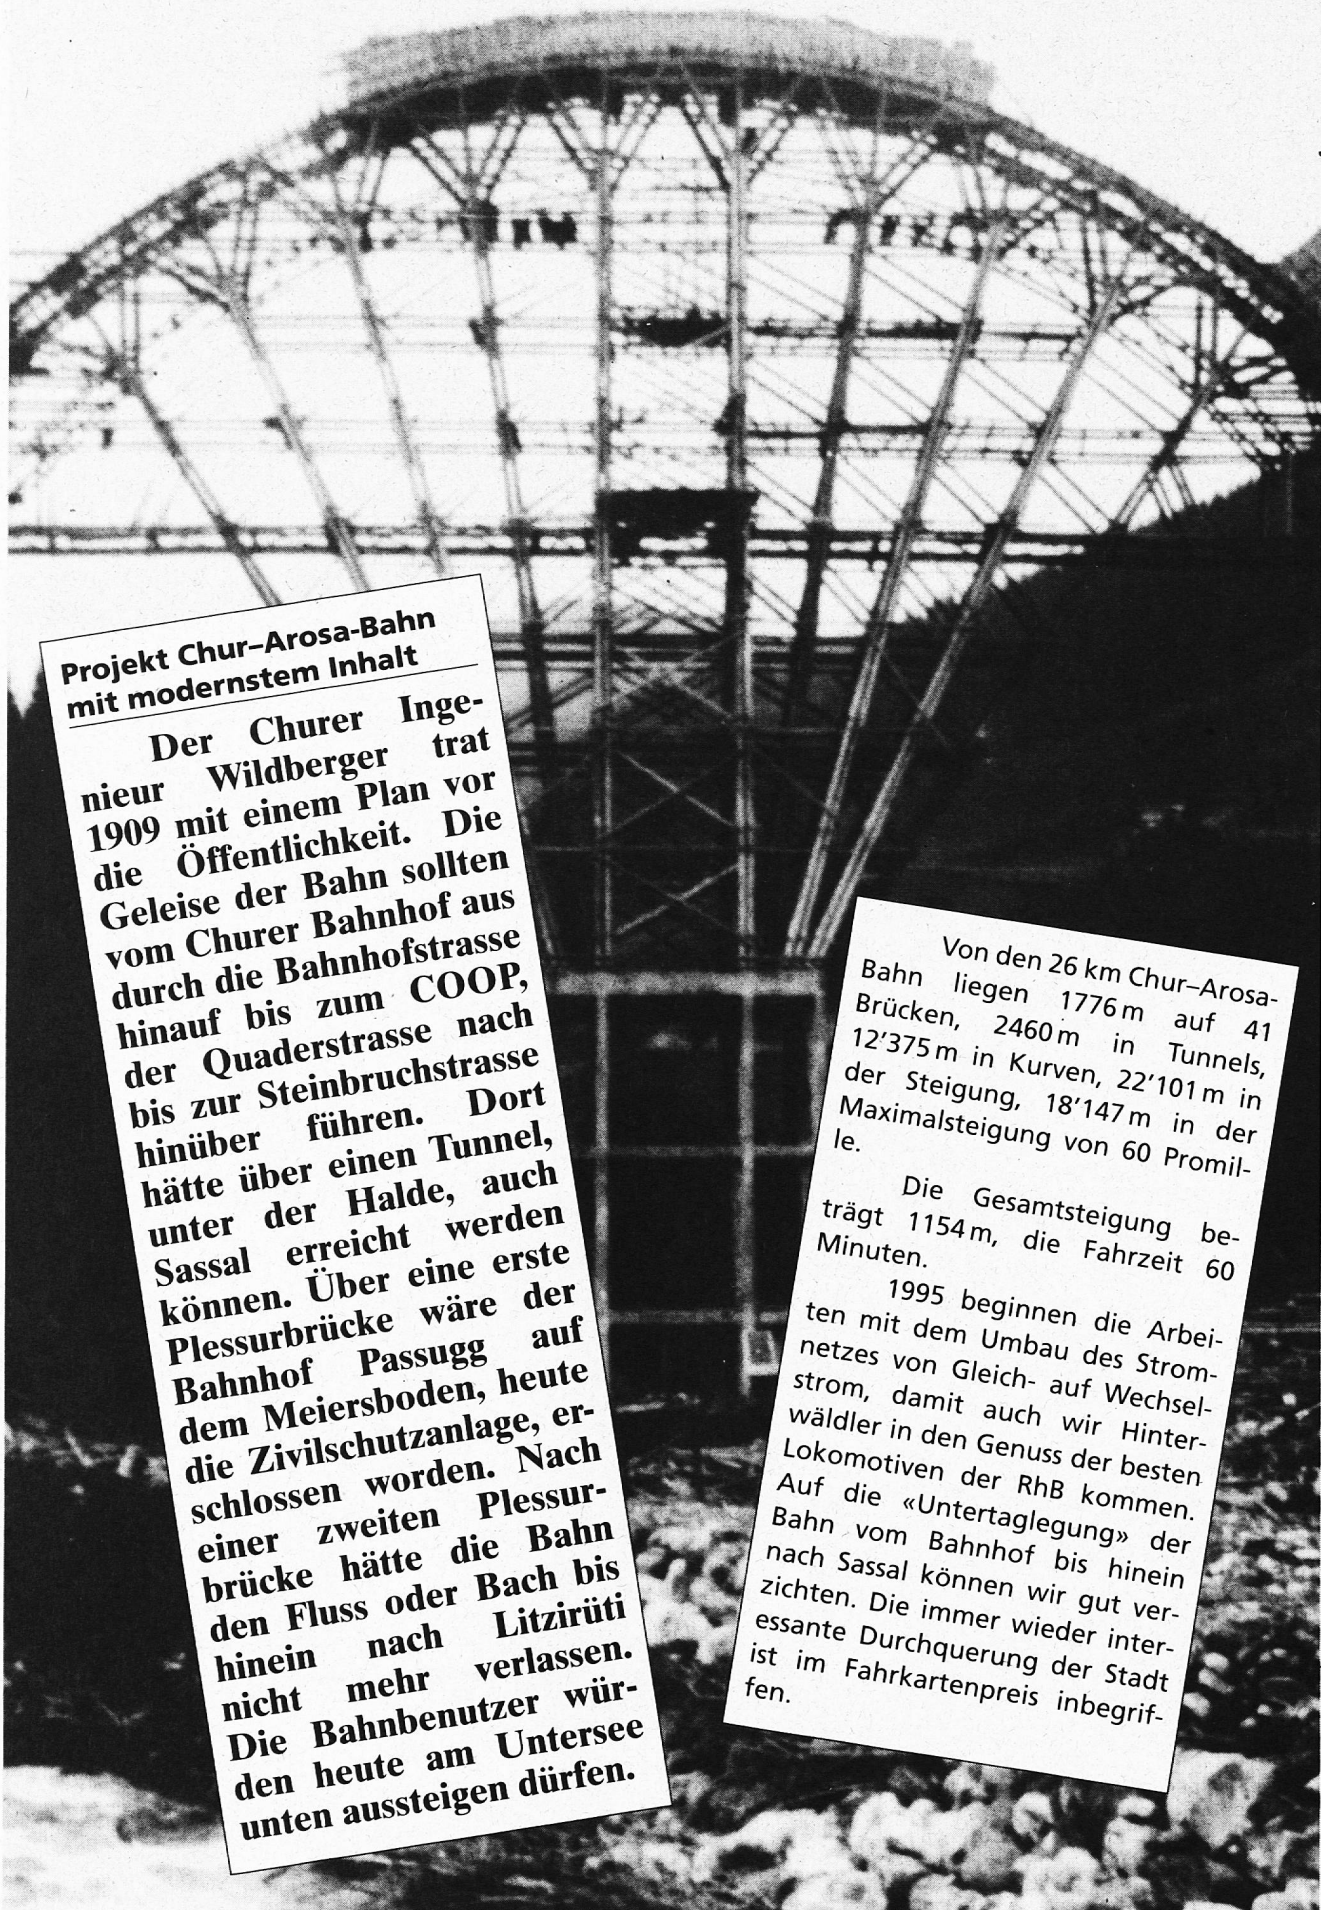 Projekt Chur–Arosa-Bahn
mit modernstem Inhalt
Der Churer Inge-
nieur Wildberger trat
1909 mit einem Plan vor
die Öffentlichkeit. Die
Geleise der Bahn sollten
vom Churer Bahnhof aus
durch die Bahnhofstrasse
hinauf bis zum COOP,
der Quaderstrasse nach
bis zur Steinbruchstrasse
hinüber führen. Dort
hätte über einen Tunnel,
unter der Halde, auch
Sassal erreicht werden
können. Über eine erste
Plessurbrücke wäre der
Bahnhof Passugg auf
dem Meiersboden, heute
die Zivilschutzanlage, er-
schlossen worden. Nach
einer zweiten Plessur-
brücke hätte die Bahn
den Fluss oder Bach bis
hinein nach Litzirüti
nicht mehr verlassen.
Die Bahnbenutzer wür-
den heute am Untersee
unten aussteigen dürfen.
Von den 26 km Chur–Arosa-
Bahn liegen 1776 m auf 41
Brücken, 2460 m in Tunnels,
12'375 m in Kurven, 22'101 m in
der Steigung, 18'147 m in der
Maximalsteigung von 60 Promil-
le.
Die Gesamtsteigung be-
trägt 1154 m, die Fahrzeit 60
Minuten.
1995 beginnen die Arbei-
ten mit dem Umbau des Strom-
netzes von Gleich- auf Wechsel-
strom, damit auch wir Hinter-
wäldler in den Genuss der besten
Lokomotiven der RhB kommen.
Auf die «Untertaglegung» der
Bahn vom Bahnhof bis hinein
nach Sassal können wir gut ver-
zichten. Die immer wieder inter-
essante Durchquerung der Stadt
ist im Fahrkartenpreis inbegrif-
fen.